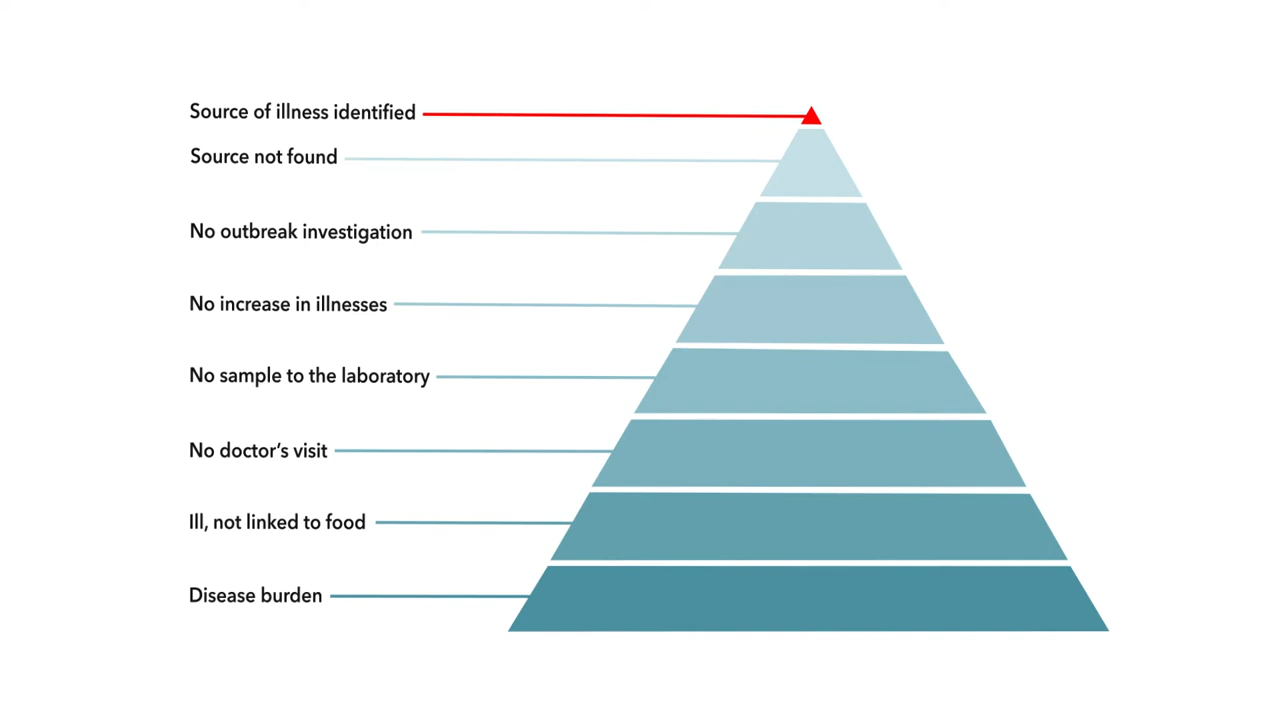 Source of illness identified
Source not found
No outbreak investigation
No increase in illnesses
No sample to the laboratory
No doctor’s visit
Ill, not linked to food
Disease burden